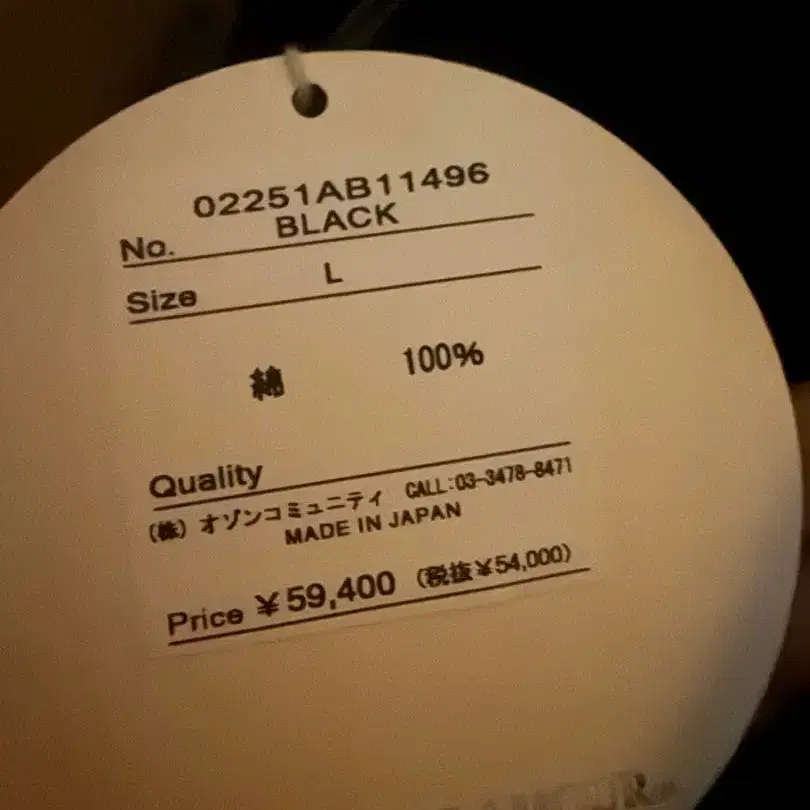 02251AB11496
No. BLACK
Size L
綿 100%
Quality
(株) オゾンコミュニティ CALL:03-3478-8471
MADE IN JAPAN
Price ¥59,400 (税抜¥54,000)